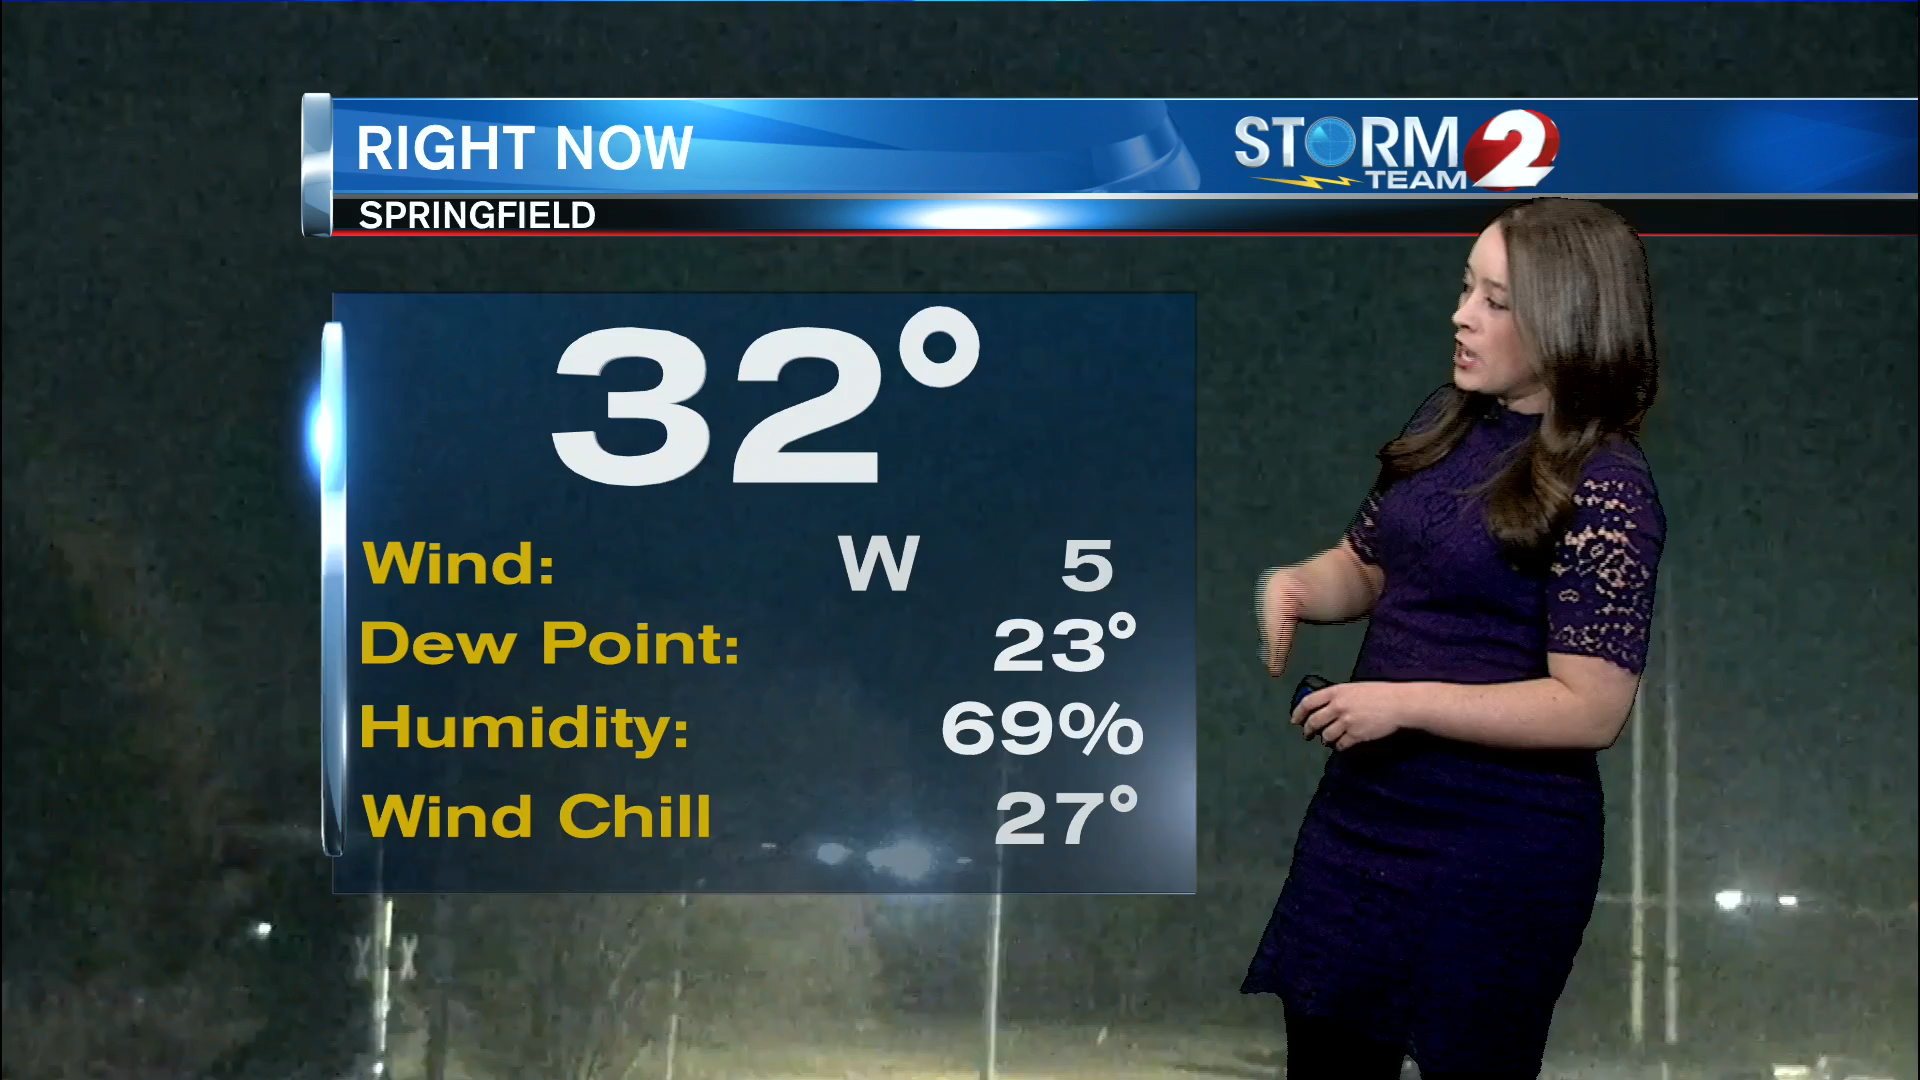 RIGHT NOW
STORM 2
TEAM
SPRINGFIELD
32°
Wind: W 5
Dew Point: 23°
Humidity: 69%
Wind Chill 27°